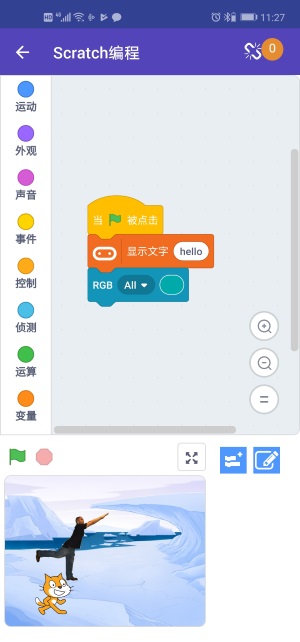 HD 4G 11:27
Scratch编程 0
运动
外观
声音
事件
控制
侦测
运算
变量
当 被点击
显示文字 hello
RGB All